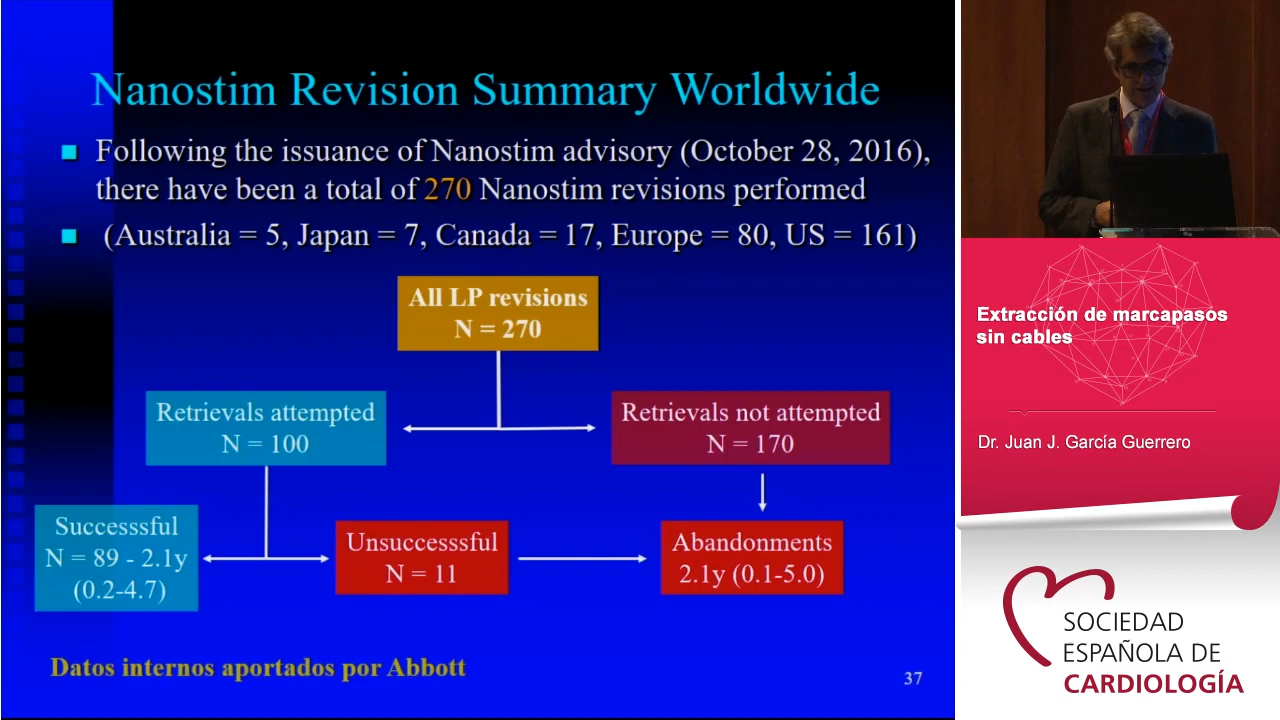 Nanostim Revision Summary Worldwide
Following the issuance of Nanostim advisory (October 28, 2016),
there have been a total of 270 Nanostim revisions performed
(Australia = 5, Japan = 7, Canada = 17, Europe = 80, US = 161)
All LP revisions
N = 270
Retrievals attempted
N = 100
Retrievals not attempted
N = 170
Successsful
N = 89 - 2.1y
(0.2-4.7)
Unsuccesssful
N = 11
Abandonments
2.1y (0.1-5.0)
Datos internos aportados por Abbott
37
Extracción de marcapasos
sin cables
Dr. Juan J. García Guerrero
SOCIEDAD
ESPAÑOLA DE
CARDIOLOGÍA